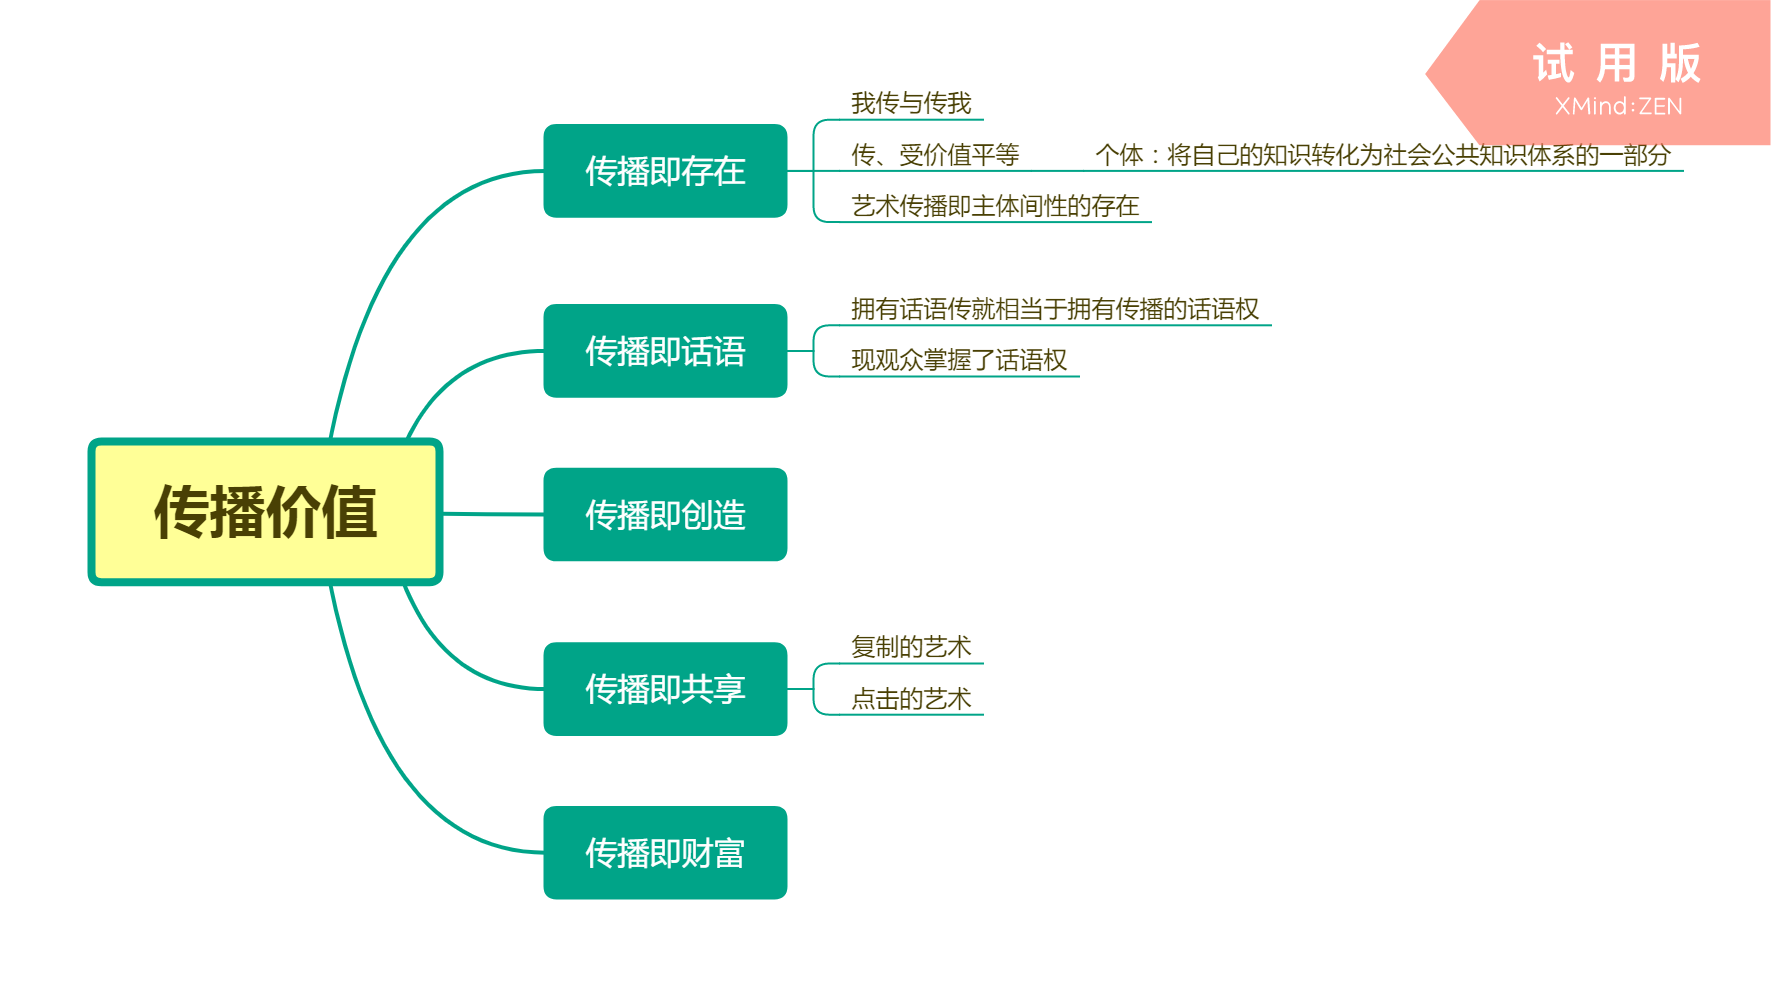 试用版
XMind:ZEN
传播价值
传播即存在
我传与传我
传、受价值平等
个体：将自己的知识转化为社会公共知识体系的一部分
艺术传播即主体间性的存在
传播即话语
拥有话语传就相当于拥有传播的话语权
现观众掌握了话语权
传播即创造
传播即共享
复制的艺术
点击的艺术
传播即财富